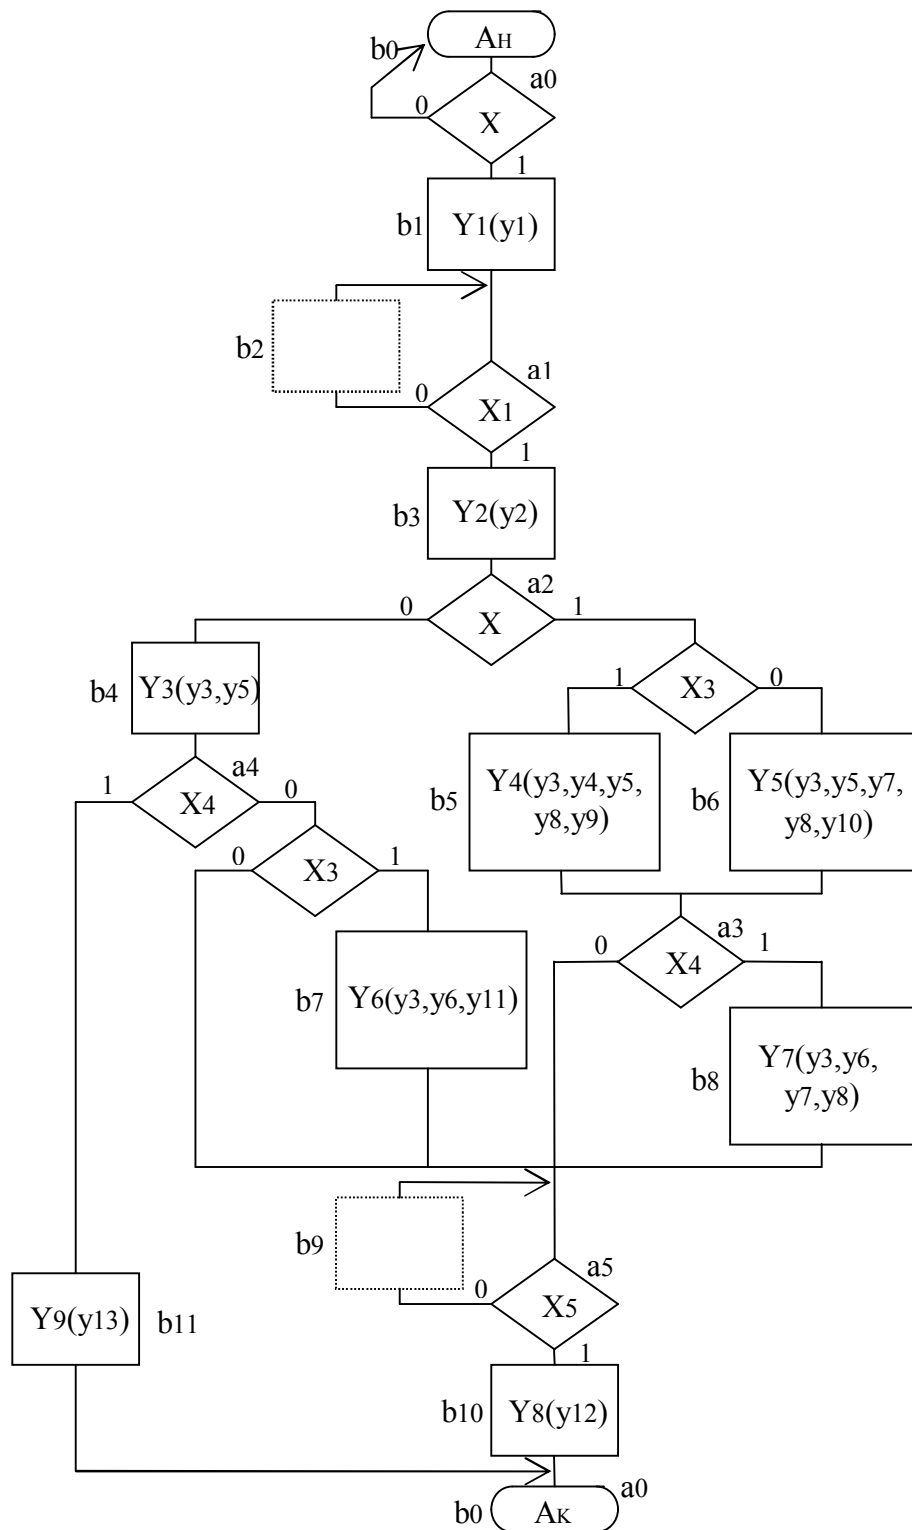 Aн
b0
a0
0
X
1
b1
Y1(y1)
b2
a1
0
X1
1
b3
Y2(y2)
a2
0
1
X
b4
Y3(y3,y5)
1
X3
0
a4
1
0
X4
b5
Y4(y3,y4,y5,
y8,y9)
b6
Y5(y3,y5,y7,
y8,y10)
0
X3
1
a3
0
1
X4
b7
Y6(y3,y6,y11)
b8
Y7(y3,y6,
y7,y8)
b9
a5
0
X5
1
Y9(y13)
b11
b10
Y8(y12)
a0
b0
Aк